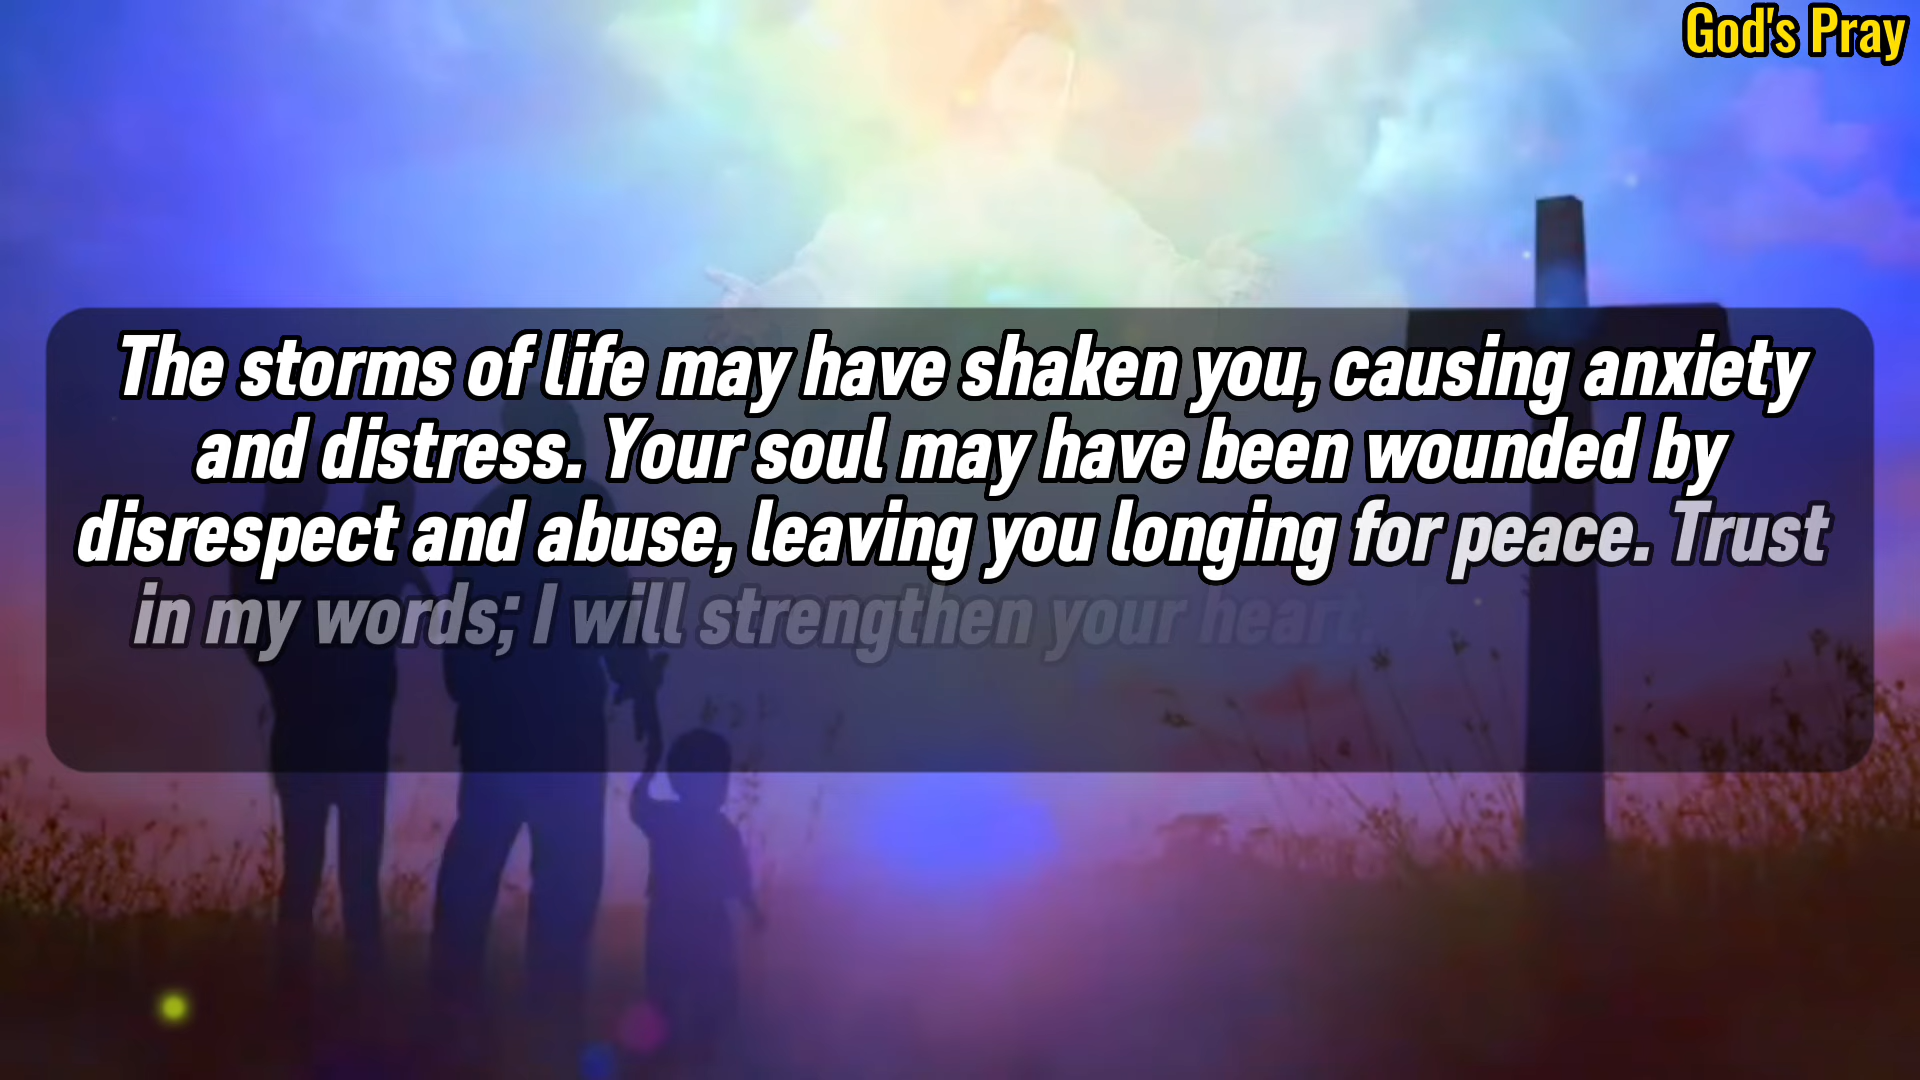 God's Pray
The storms of life may have shaken you, causing anxiety
and distress. Your soul may have been wounded by
disrespect and abuse, leaving you longing for peace. Trust
in my words; I will strengthen your heart.